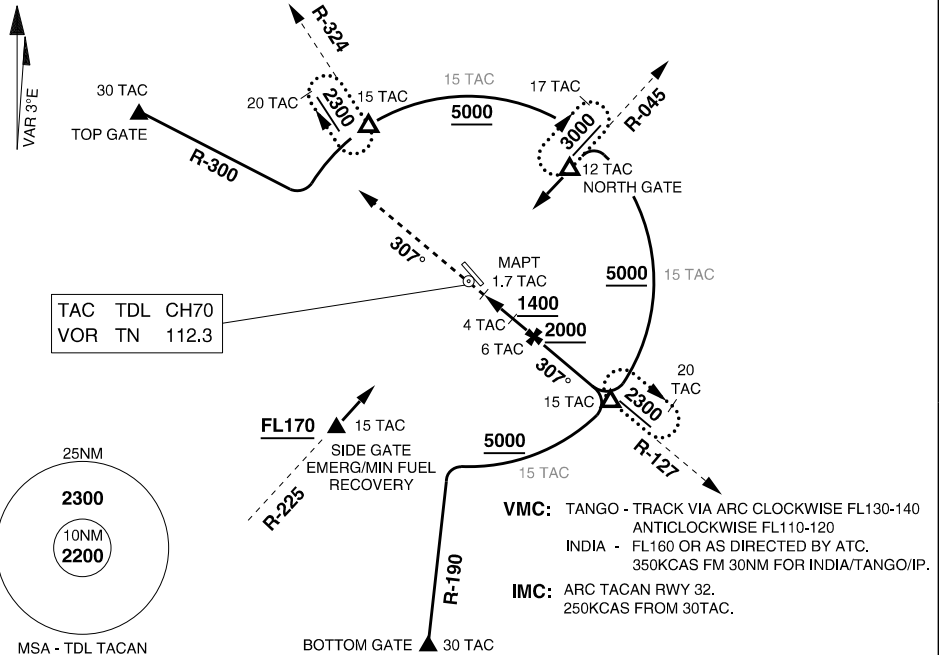 VAR 3°E
30 TAC
TOP GATE
R-300
R-324
20 TAC
2300
15 TAC
15 TAC
5000
17 TAC
3000
R-045
12 TAC
NORTH GATE
307°
MAPT
1.7 TAC
5000
15 TAC
TAC TDL CH70
VOR TN 112.3
4 TAC
1400
6 TAC
2000
307°
15 TAC
2300
20
TAC
R-127
FL170
15 TAC
SIDE GATE
EMERG/MIN FUEL
RECOVERY
R-225
5000
15 TAC
25NM
2300
10NM
2200
MSA - TDL TACAN
R-190
BOTTOM GATE
30 TAC
VMC: TANGO - TRACK VIA ARC CLOCKWISE FL130-140
ANTICLOCKWISE FL110-120
INDIA - FL160 OR AS DIRECTED BY ATC.
350KCAS FM 30NM FOR INDIA/TANGO/IP.
IMC: ARC TACAN RWY 32.
250KCAS FROM 30TAC.